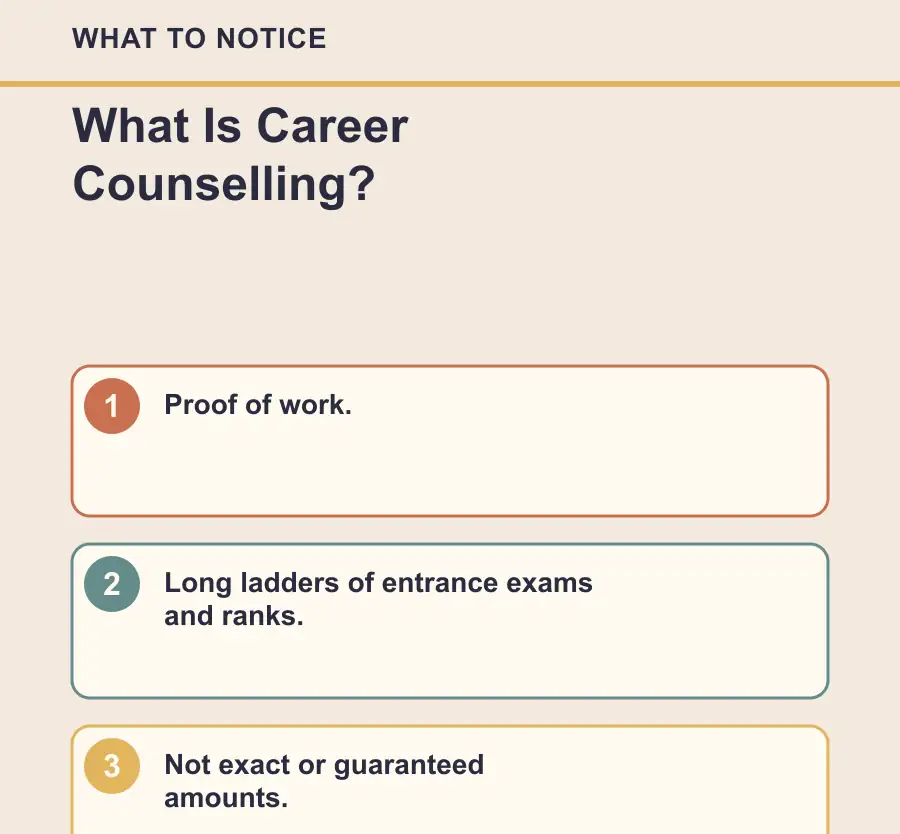 WHAT TO NOTICE
What Is Career
Counselling?
1
Proof of work.
2
Long ladders of entrance exams
and ranks.
3
Not exact or guaranteed
amounts.